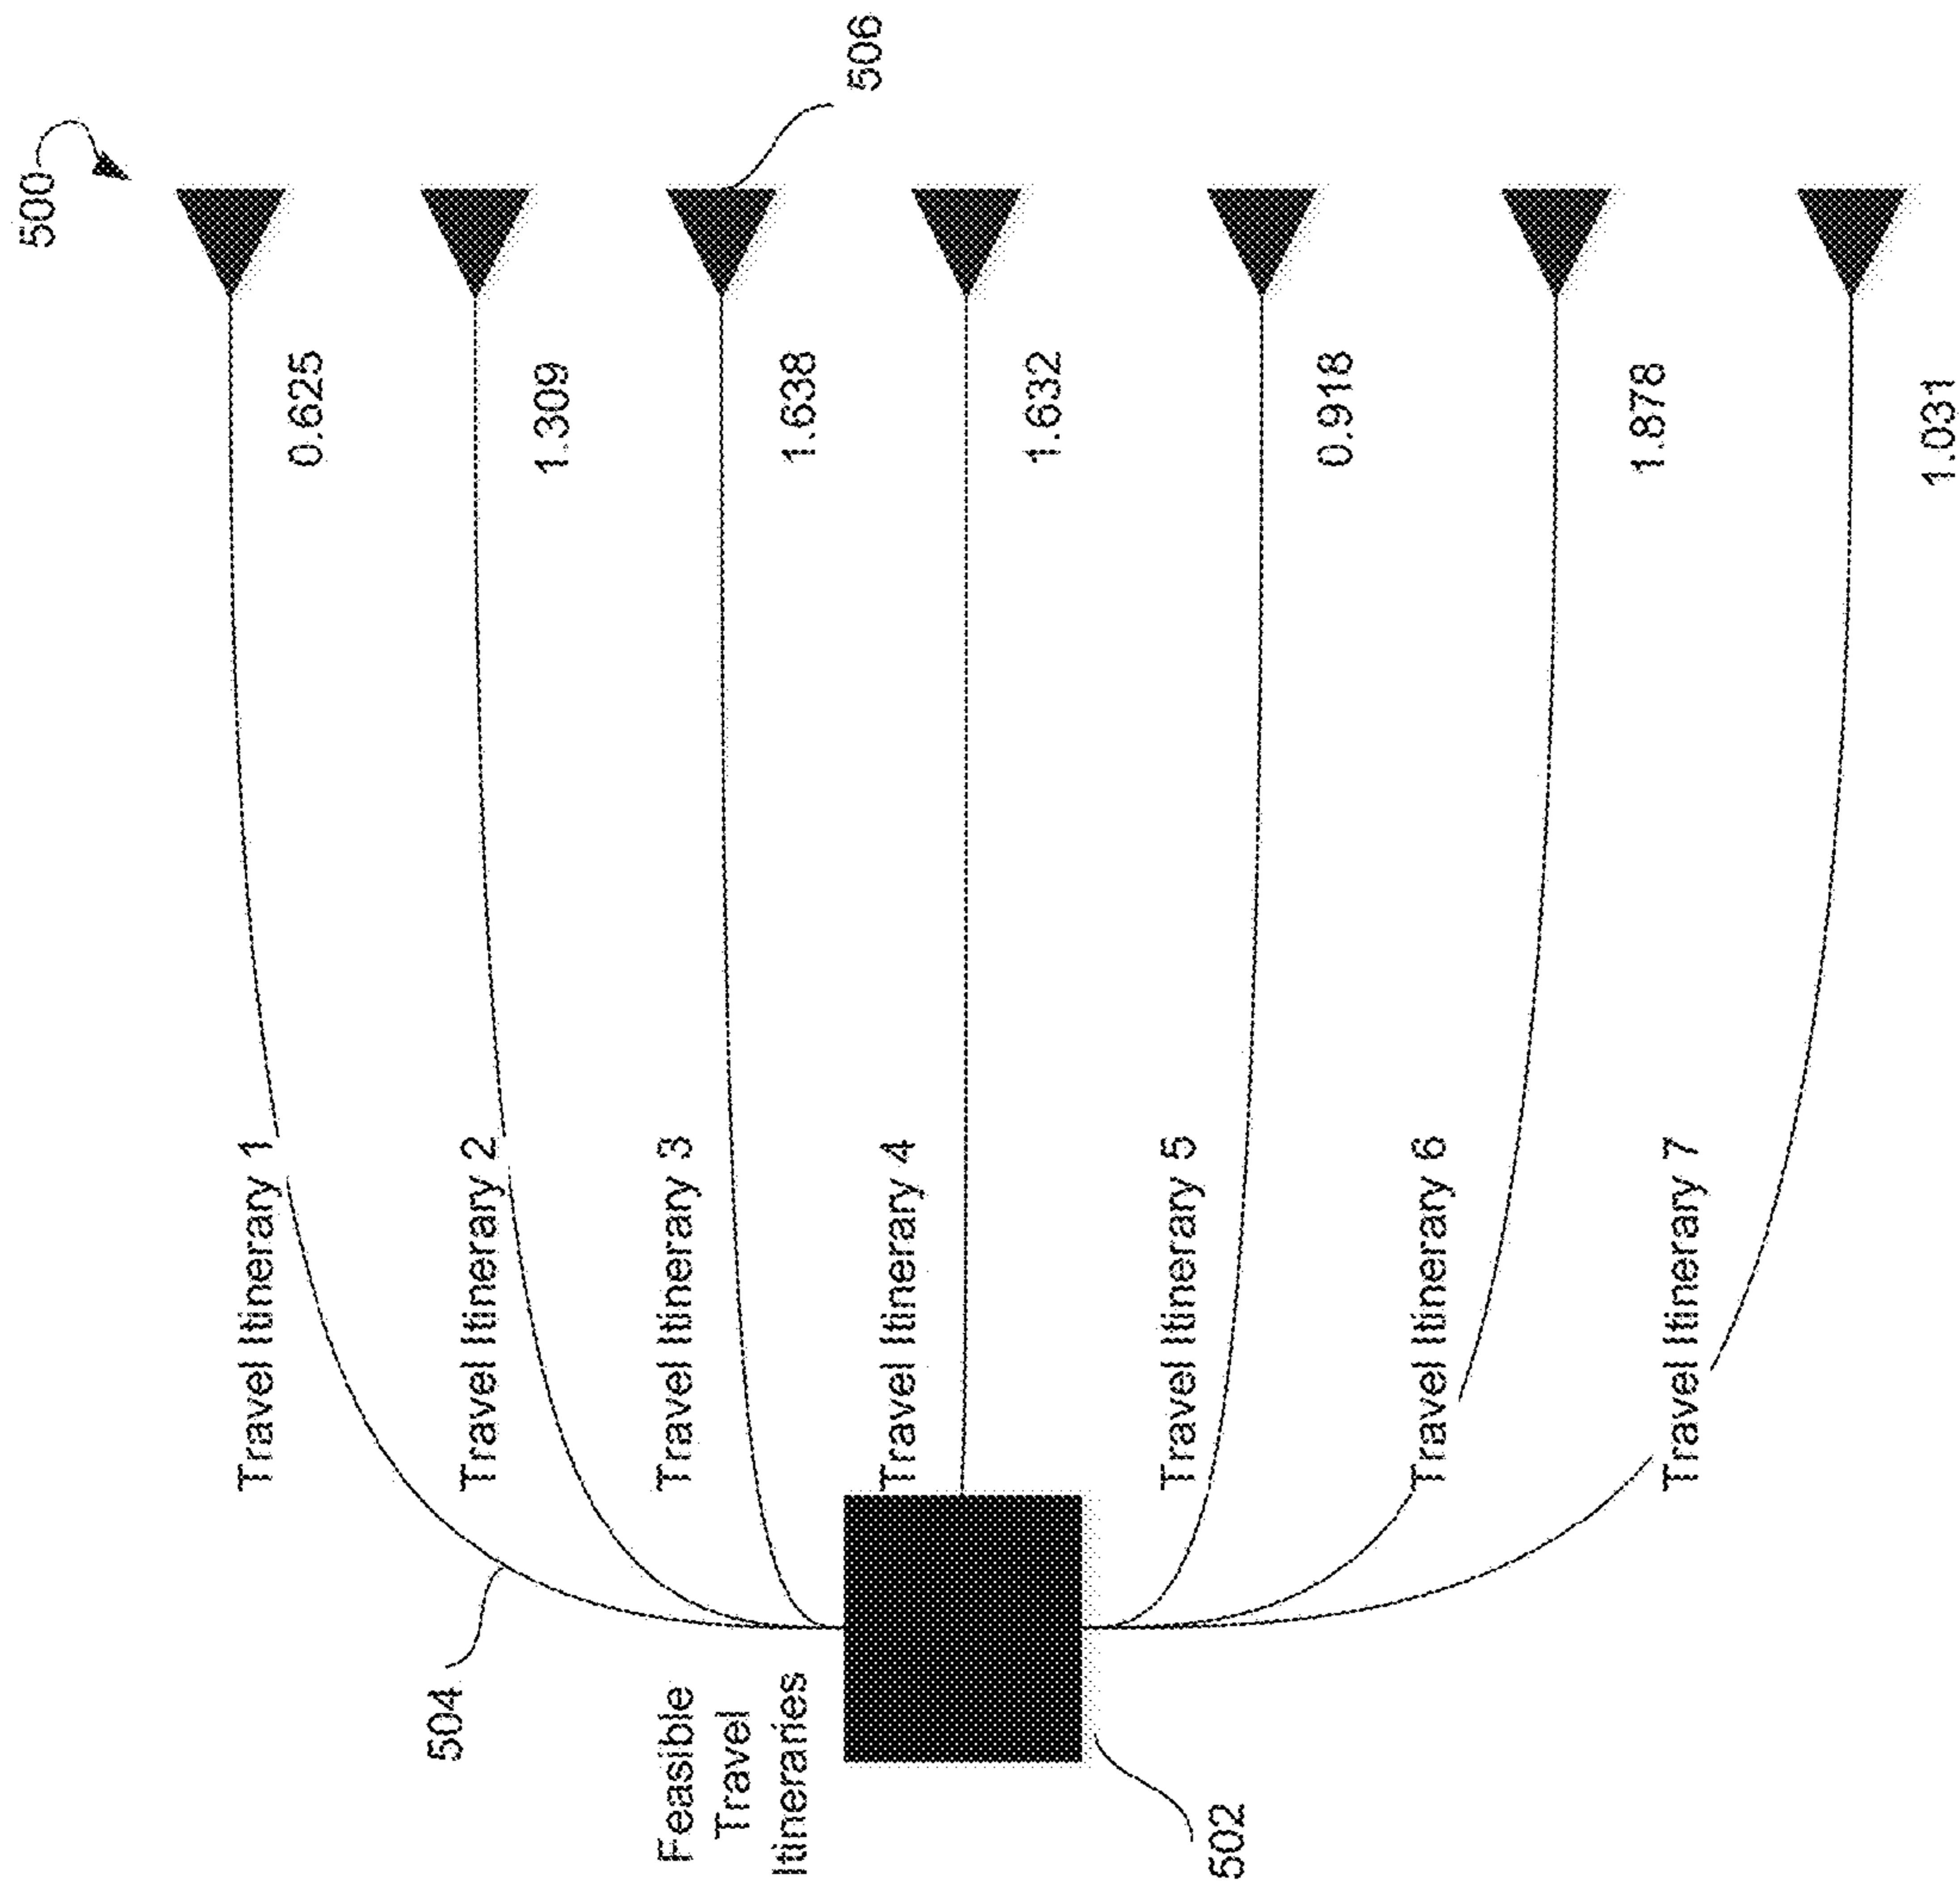 500
506
504
Feasible
Travel
Itineraries
502
Travel Itinerary 1
0.625
Travel Itinerary 2
1.309
Travel Itinerary 3
1.638
Travel Itinerary 4
1.632
Travel Itinerary 5
0.918
Travel Itinerary 6
1.878
Travel Itinerary 7
1.031